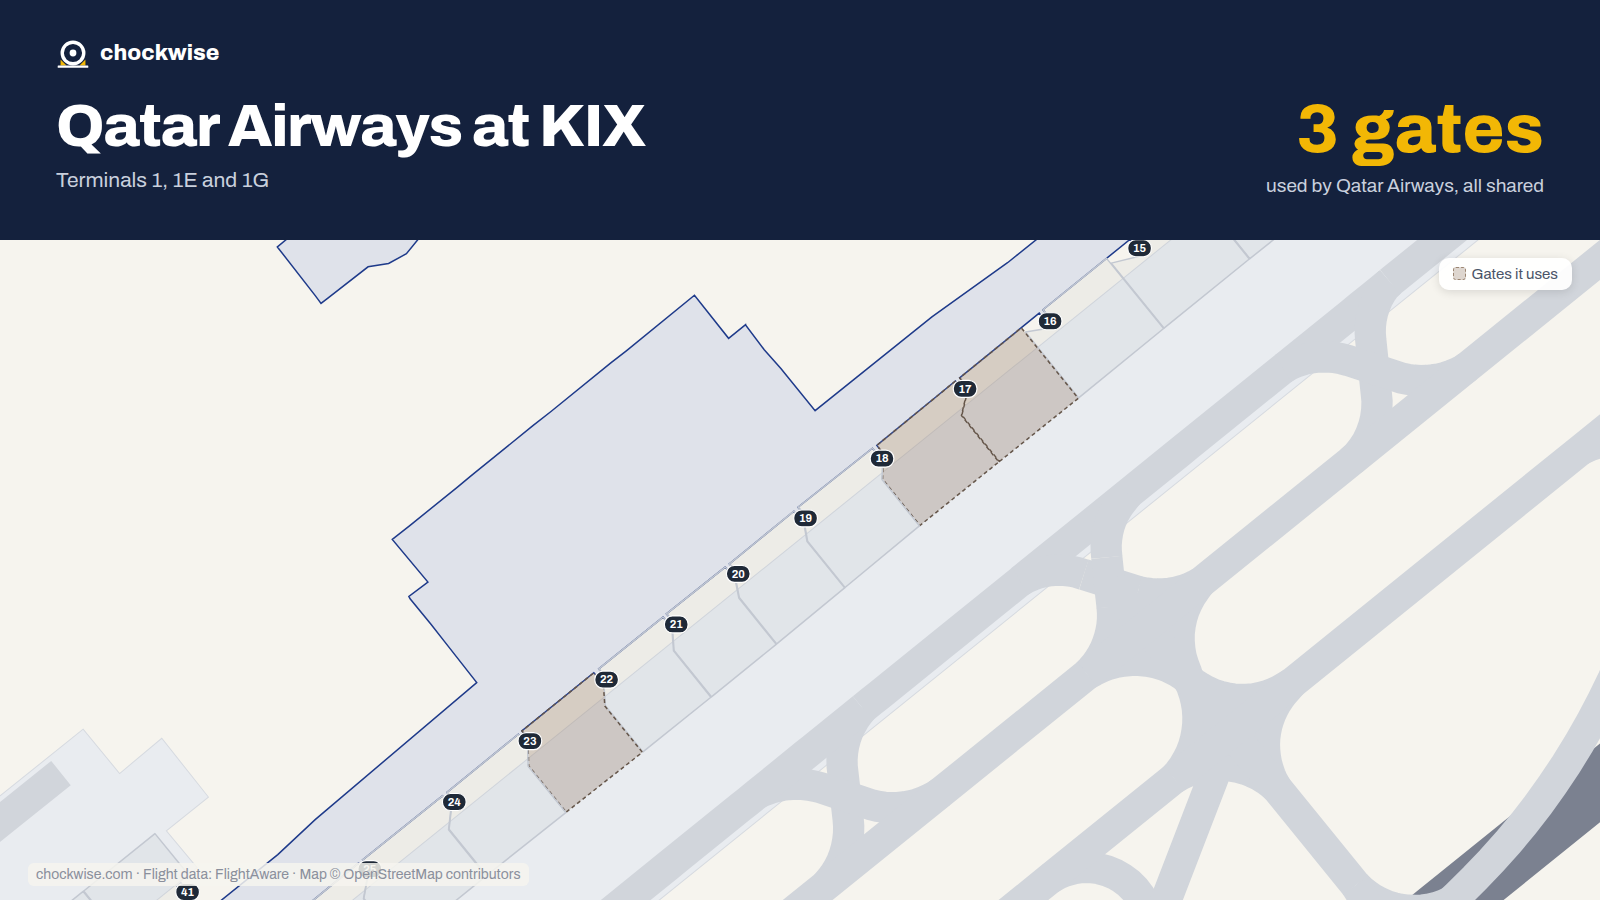 chockwise
Qatar Airways at KIX
Terminals 1, 1E and 1G
3 gates
used by Qatar Airways, all shared
Gates it uses
15
16
17
18
19
20
21
22
23
24
41
chockwise.com · Flight data: FlightAware · Map © OpenStreetMap contributors